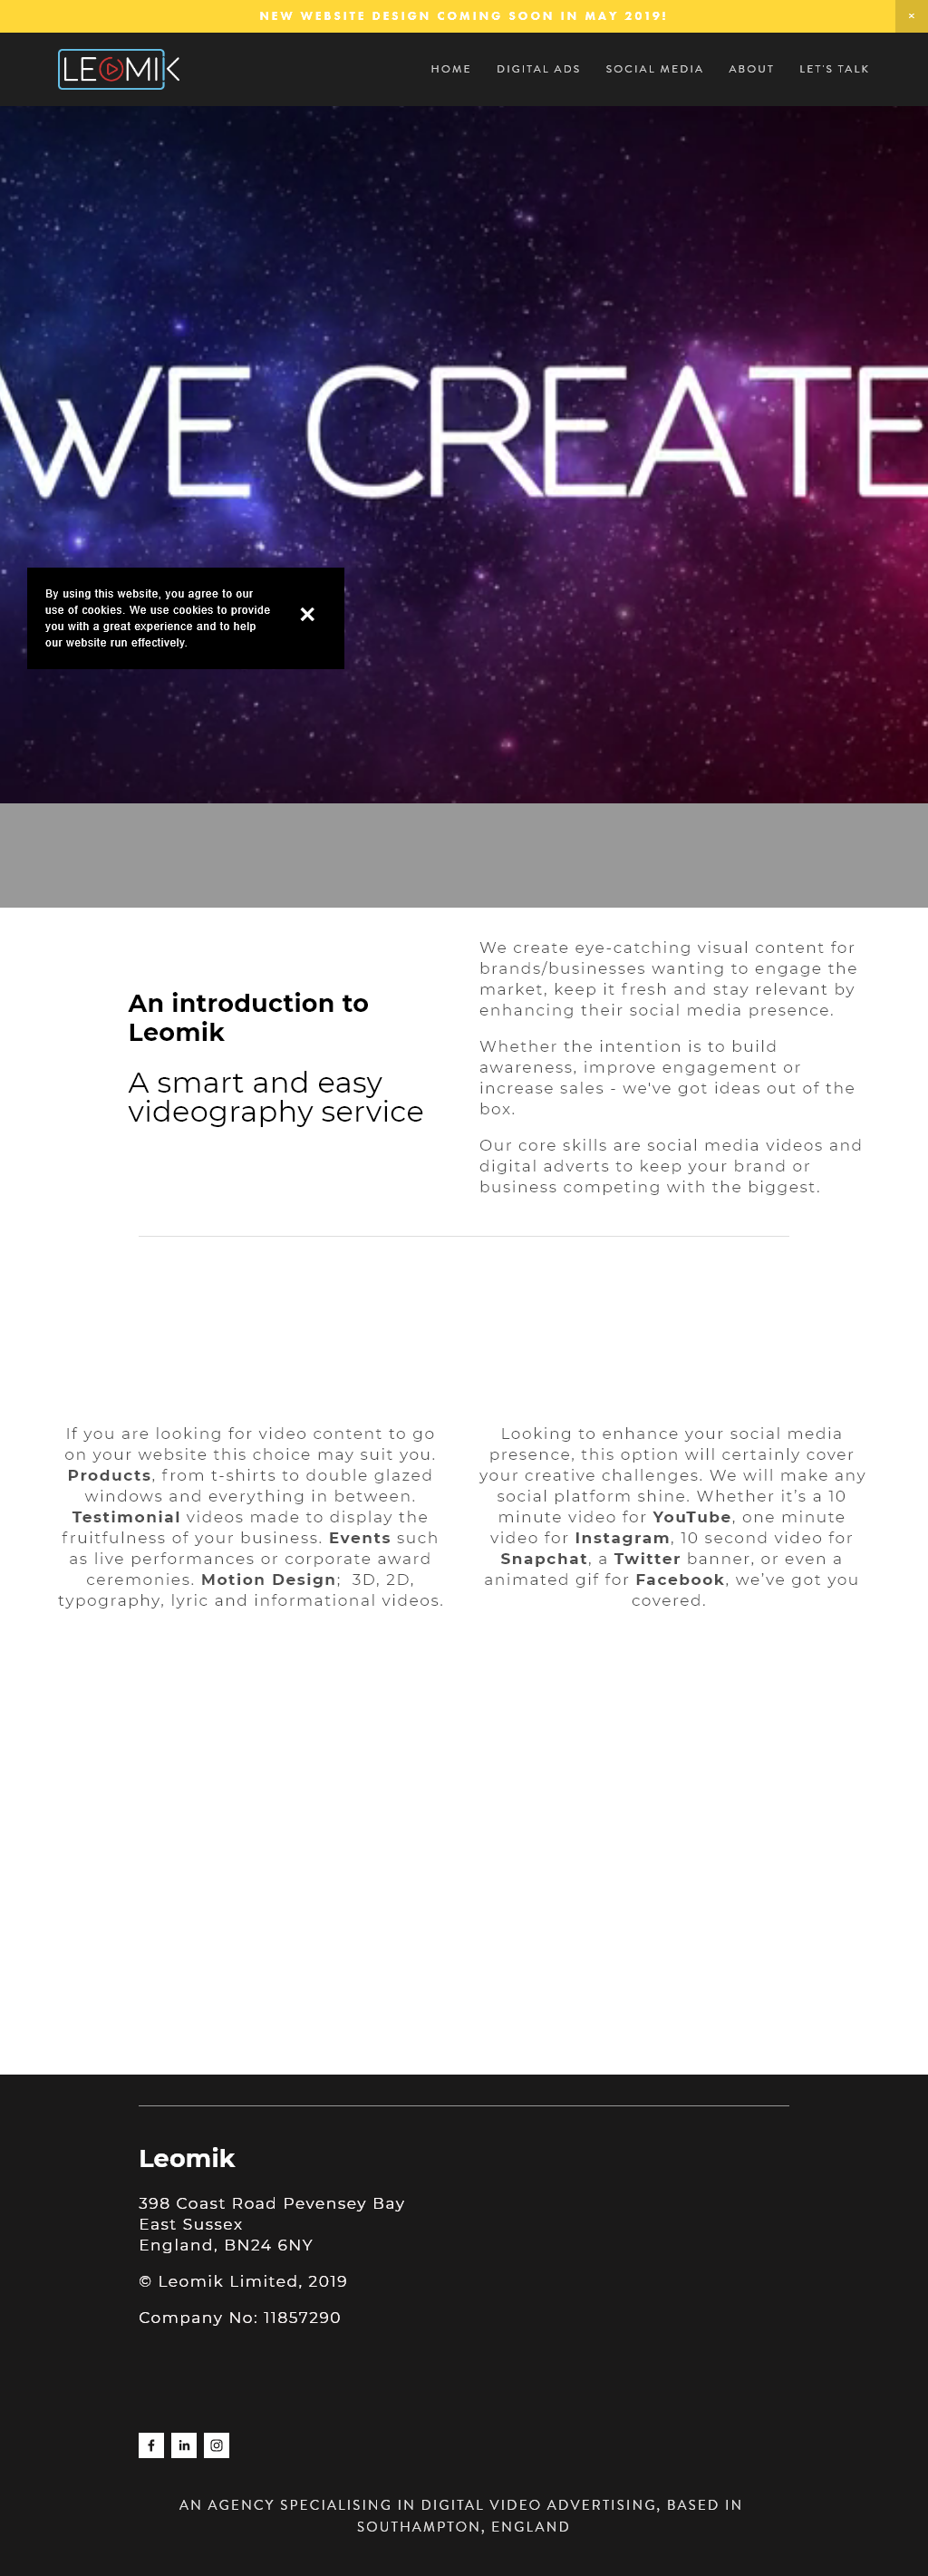 NEW WEBSITE DESIGN COMING SOON IN MAY 2019!
×
LEOMIK
HOME
DIGITAL ADS
SOCIAL MEDIA
ABOUT
LET'S TALK
WE CREATE
By using this website, you agree to our
use of cookies. We use cookies to provide
you with a great experience and to help
our website run effectively.
An introduction to
Leomik
A smart and easy
videography service
We create eye-catching visual content for
brands/businesses wanting to engage the
market, keep it fresh and stay relevant by
enhancing their social media presence.
Whether the intention is to build
awareness, improve engagement or
increase sales - we've got ideas out of the
box.
Our core skills are social media videos and
digital adverts to keep your brand or
business competing with the biggest.
If you are looking for video content to go
on your website this choice may suit you.
Products, from t-shirts to double glazed
windows and everything in between.
Testimonial videos made to display the
fruitfulness of your business. Events such
as live performances or corporate award
ceremonies. Motion Design;  3D, 2D,
typography, lyric and informational videos.
Looking to enhance your social media
presence, this option will certainly cover
your creative challenges. We will make any
social platform shine. Whether it’s a 10
minute video for YouTube, one minute
video for Instagram, 10 second video for
Snapchat, a Twitter banner, or even a
animated gif for Facebook, we’ve got you
covered.
Leomik
398 Coast Road Pevensey Bay
East Sussex
England, BN24 6NY
© Leomik Limited, 2019
Company No: 11857290
AN AGENCY SPECIALISING IN DIGITAL VIDEO ADVERTISING, BASED IN
SOUTHAMPTON, ENGLAND